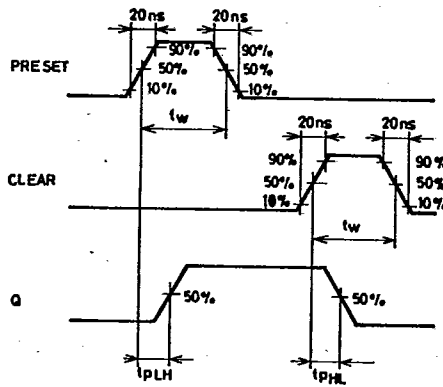 20ns 20ns
90% 90%
PRESET 50% 50%
10% 10%
tw
20ns 20ns
90% 90%
CLEAR 50% 50%
10% 10%
tw
Q 50% 50%
tPLH tPHL